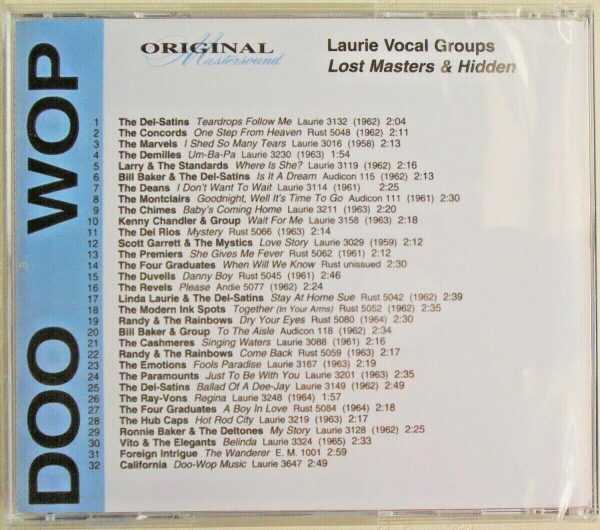 DOO WOP
ORIGINAL
Mastersound
Laurie Vocal Groups
Lost Masters & Hidden
1 The Del-Satins Teardrops Follow Me Laurie 3132 (1962) 2:04
2 The Concords One Step From Heaven Rust 5048 (1962) 2:11
3 The Marvels I Shed So Many Tears Laurie 3016 (1958) 2:13
4 The Demilles Um-Ba-Pa Laurie 3230 (1963) 1:54
5 Larry & The Standards Where Is She? Laurie 3119 (1962) 2:16
6 Bill Baker & The Del-Satins Is It A Dream Audicon 115 (1962) 2:13
7 The Deans I Don't Want To Wait Laurie 3114 (1961) 2:25
8 The Montclairs Goodnight, Well It's Time To Go Audicon 111 (1961) 2:30
9 The Chimes Baby's Coming Home Laurie 3211 (1963) 2:20
10 Kenny Chandler & Group Wait For Me Laurie 3158 (1963) 2:18
11 The Del Rios Mystery Rust 5066 (1963) 2:14
12 Scott Garrett & The Mystics Love Story Laurie 3029 (1959) 2:12
13 The Premiers She Gives Me Fever Rust 5062 (1961) 2:12
14 The Four Graduates When Will We Know Rust unissued 2:30
15 The Duvells Danny Boy Rust 5045 (1961) 2:46
16 The Revels Please Andie 5077 (1962) 2:24
17 Linda Laurie & The Del-Satins Stay At Home Sue Rust 5042 (1962) 2:39
18 The Modern Ink Spots Together (In Your Arms) Rust 5052 (1962) 2:35
19 Randy & The Rainbows Dry Your Eyes Rust 5080 (1964) 2:30
20 Bill Baker & Group To The Aisle Audicon 118 (1962) 2:34
21 The Cashmeres Singing Waters Laurie 3088 (1961) 2:16
22 Randy & The Rainbows Come Back Rust 5059 (1963) 2:17
23 The Emotions Fools Paradise Laurie 3167 (1963) 2:19
24 The Paramounts Just To Be With You Laurie 3201 (1963) 2:35
25 The Del-Satins Ballad Of A Dee-Jay Laurie 3149 (1962) 2:49
26 The Ray-Vons Regina Laurie 3248 (1964) 1:57
27 The Four Graduates A Boy In Love Rust 5084 (1964) 2:18
28 The Hub Caps Hot Rod City Laurie 3219 (1963) 2:17
29 Ronnie Baker & The Deltones My Story Laurie 3128 (1962) 2:25
30 Vito & The Elegants Belinda Laurie 3324 (1965) 2:33
31 Foreign Intrigue The Wanderer E. M. 1001 2:59
32 California Doo-Wop Music Laurie 3647 2:49